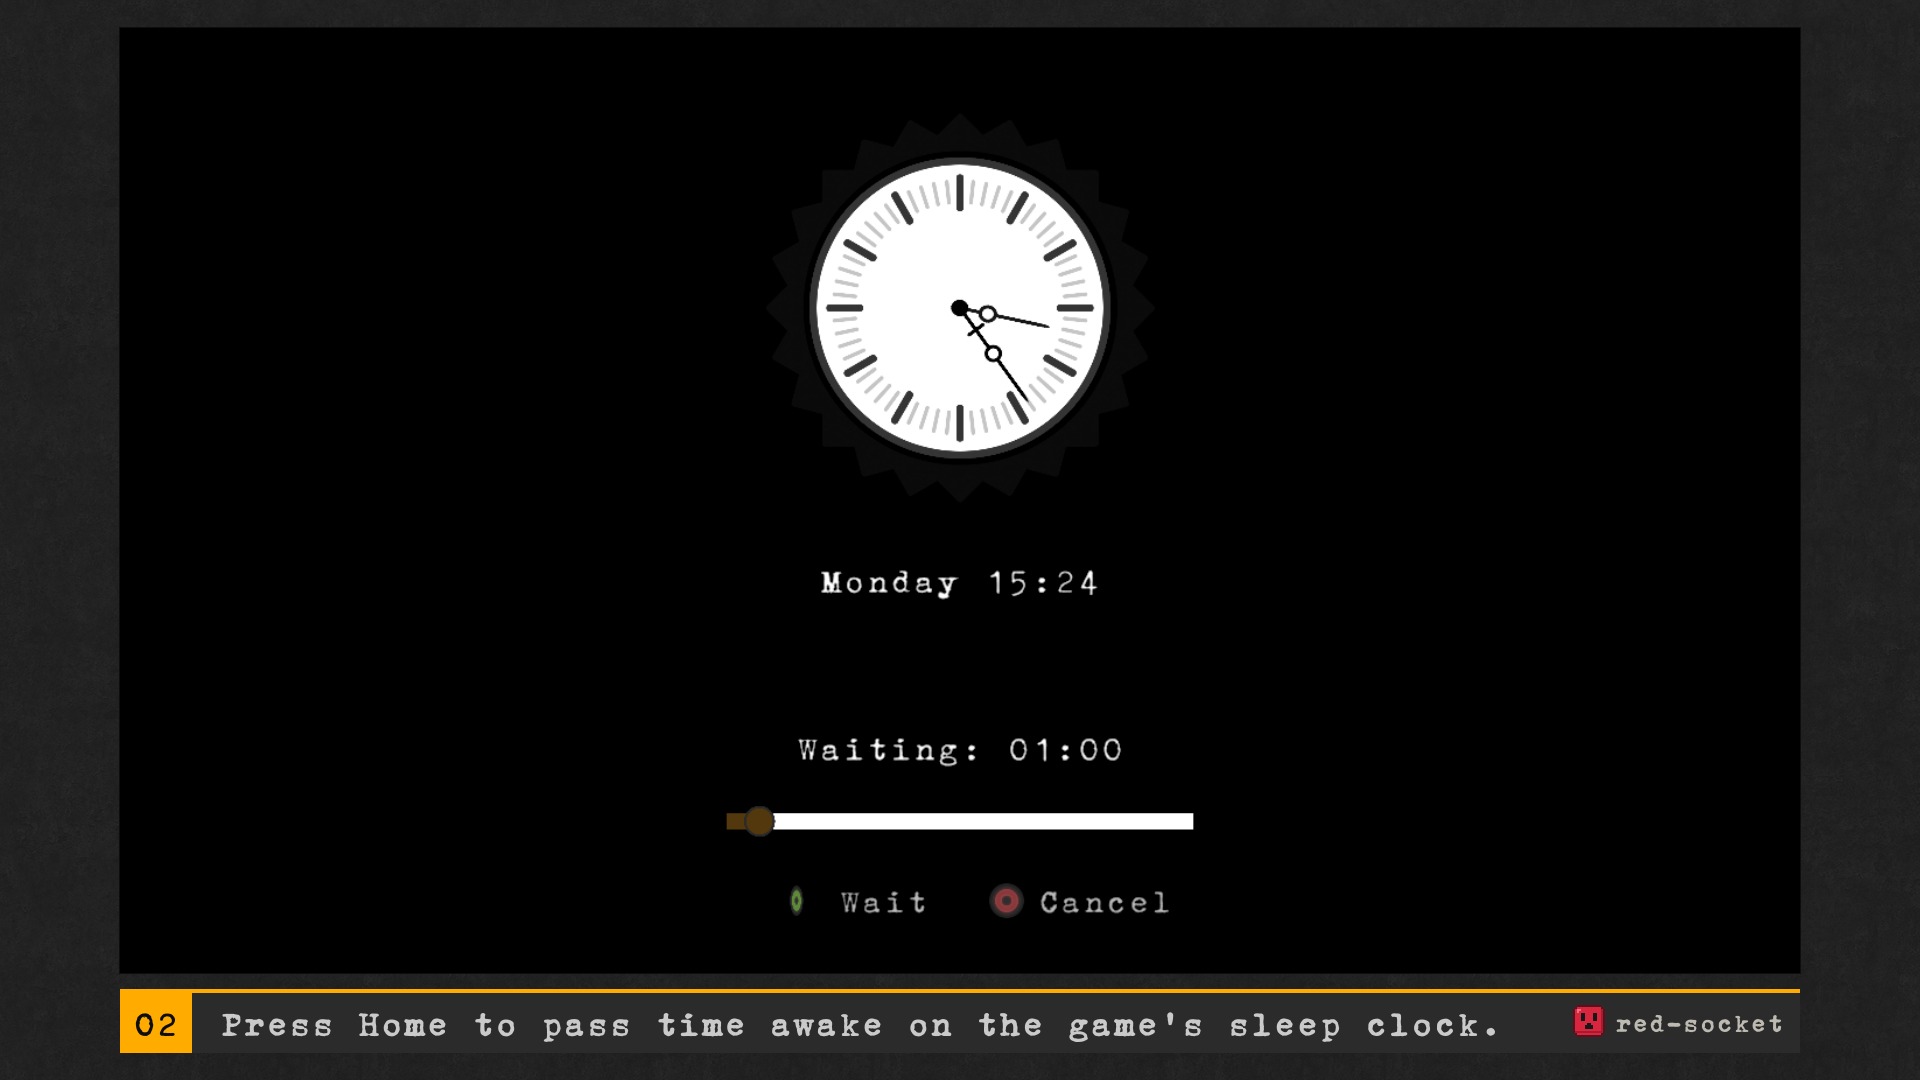 Monday 15:24
Waiting: 01:00
Wait Cancel
02 Press Home to pass time awake on the game's sleep clock. red-socket